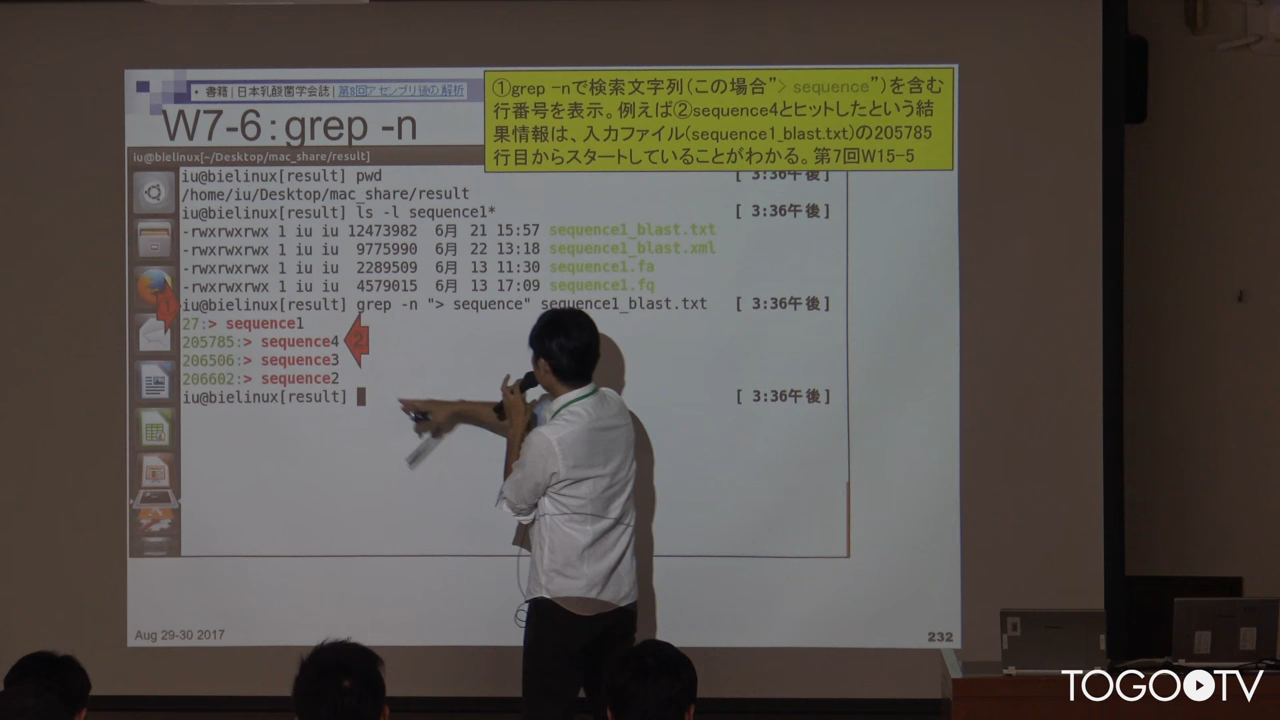 • 書籍 | 日本乳酸菌学会誌 | 第8回アセンブリ後の解析
W7-6：grep -n
①grep -nで検索文字列(この場合"> sequence")を含む
行番号を表示。例えば②sequence4とヒットしたという結
果情報は、入力ファイル(sequence1_blast.txt)の205785
行目からスタートしていることがわかる。第7回W15-5
iu@bielinux[~/Desktop/mac_share/result]
iu@bielinux[result] pwd [ 3:36午後]
/home/iu/Desktop/mac_share/result
iu@bielinux[result] ls -l sequence1* [ 3:36午後]
-rwxrwxrwx 1 iu iu 12473982 6月 21 15:57 sequence1_blast.txt
-rwxrwxrwx 1 iu iu 9775990 6月 22 13:18 sequence1_blast.xml
-rwxrwxrwx 1 iu iu 2289509 6月 13 11:30 sequence1.fa
-rwxrwxrwx 1 iu iu 4579015 6月 13 17:09 sequence1.fq
① iu@bielinux[result] grep -n "> sequence" sequence1_blast.txt [ 3:36午後]
27:> sequence1
205785:> sequence4 ②
206506:> sequence3
206602:> sequence2
iu@bielinux[result] [ 3:36午後]
Aug 29-30 2017
232
TOGOTV